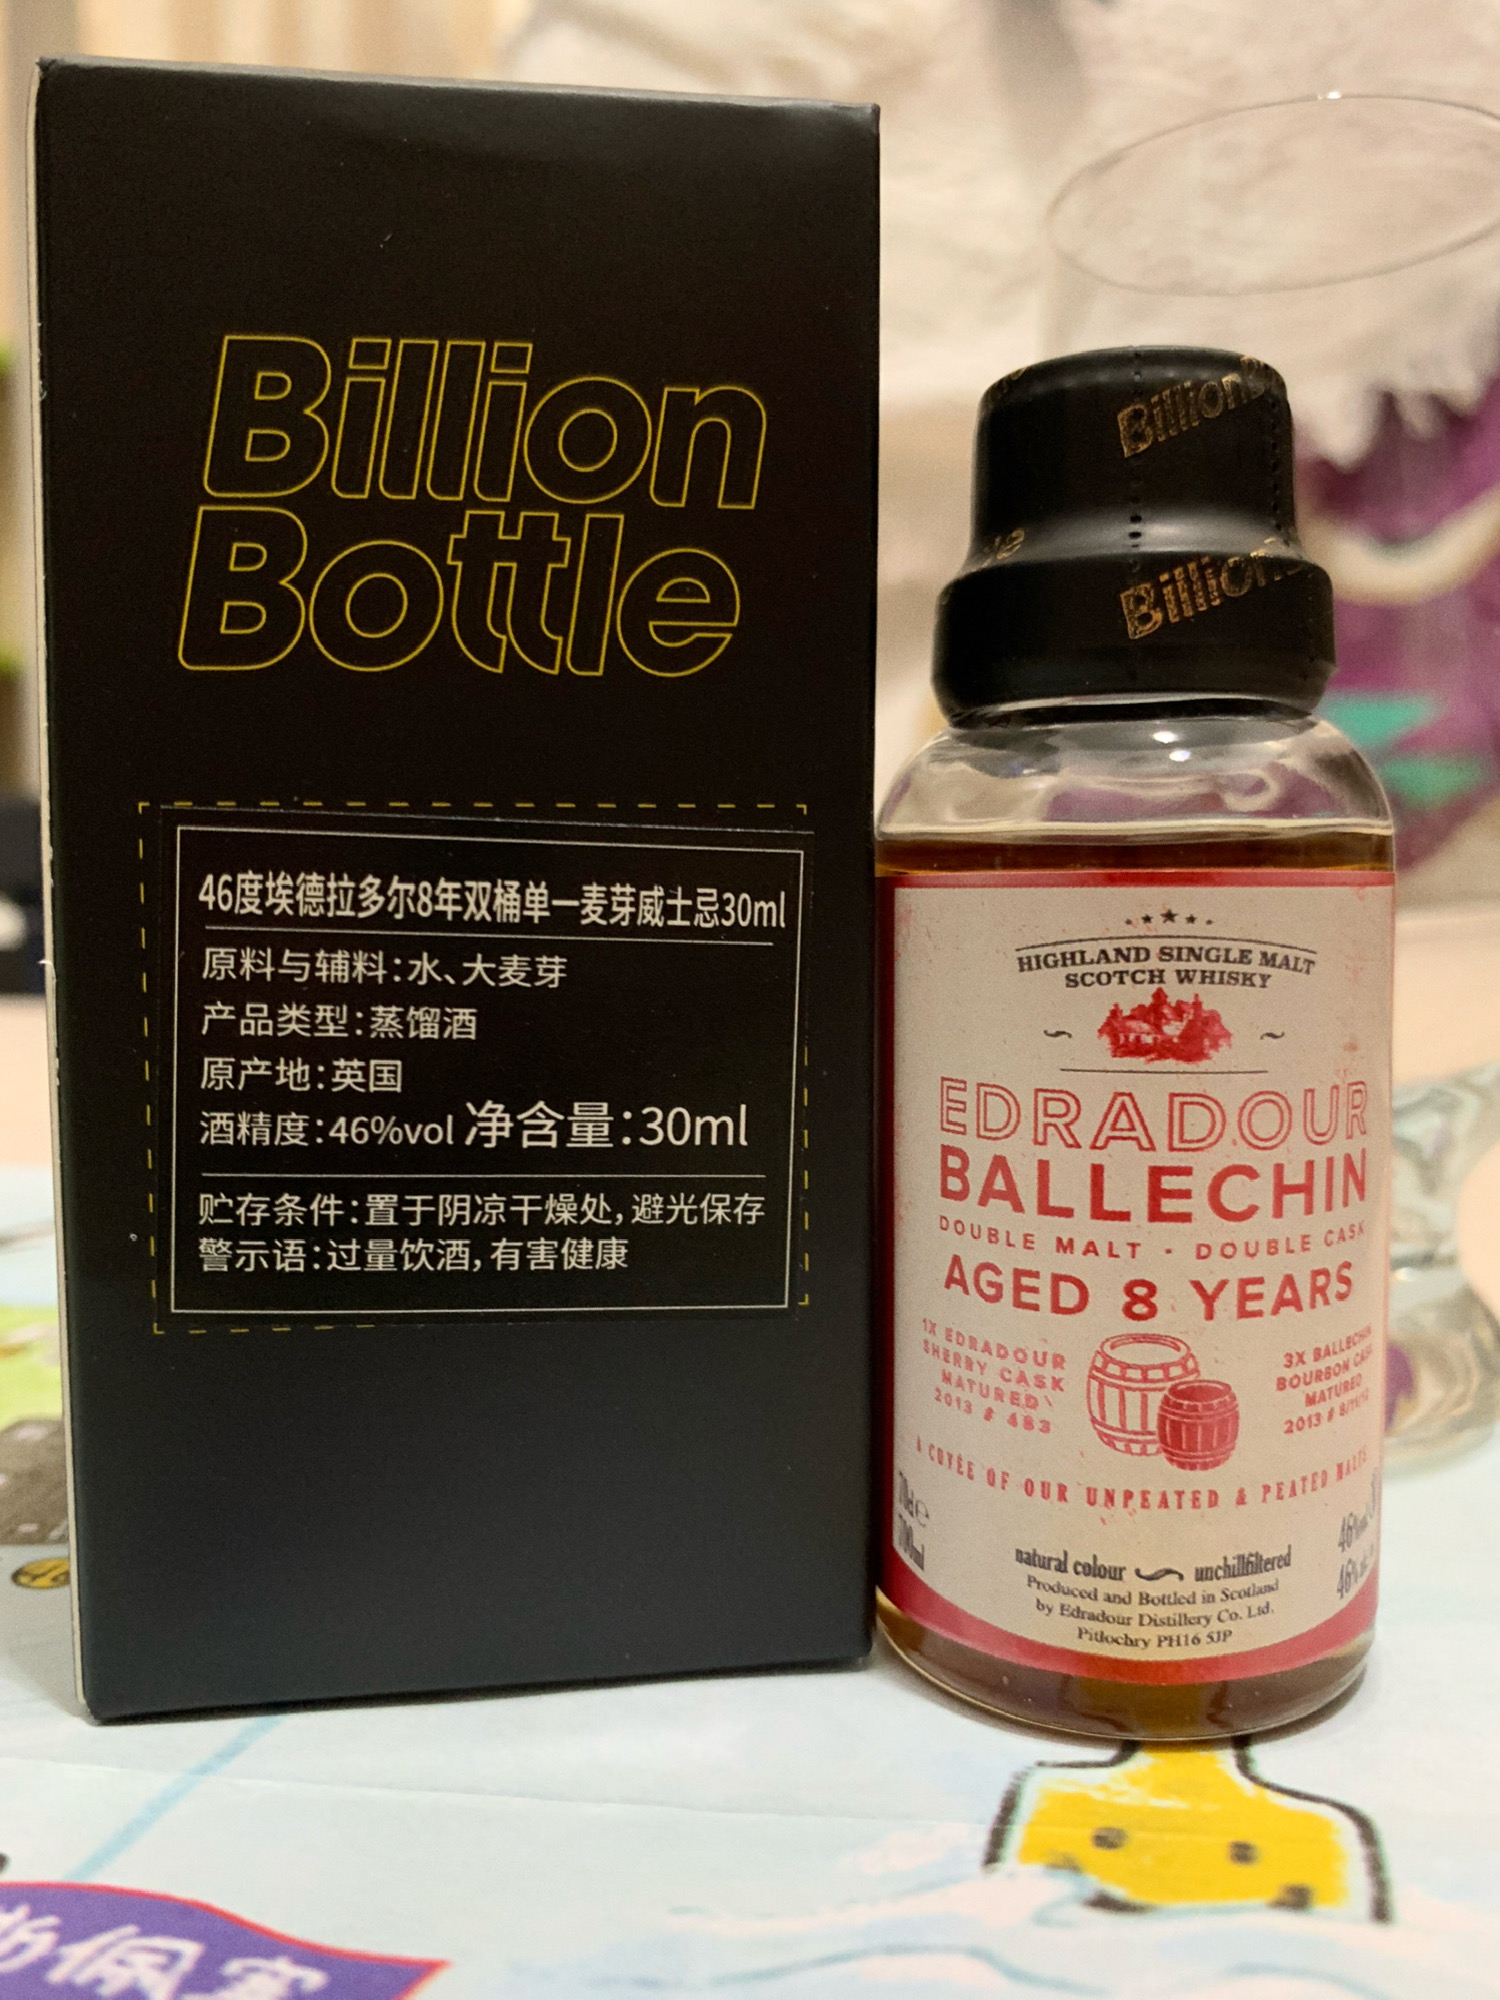 Billion
Bottle
46度埃德拉多尔8年双桶单一麦芽威士忌30ml
原料与辅料：水、大麦芽
产品类型：蒸馏酒
原产地：英国
酒精度：46%vol 净含量：30ml
贮存条件：置于阴凉干燥处，避光保存
警示语：过量饮酒，有害健康
Billion
Billion
HIGHLAND SINGLE MALT
SCOTCH WHISKY
EDRADOUR
BALLECHIN
DOUBLE MALT · DOUBLE CASK
AGED 8 YEARS
1X EDRADOUR
SHERRY CASK
MATURED
2013 # 483
3X BALLECHIN
BOURBON CASK
MATURED
2013 #
A CUVÉE OF OUR UNPEATED & PEATED MALTS
70cl e
700ml
natural colour unchillfiltered
Produced and Bottled in Scotland
by Edradour Distillery Co. Ltd.
Pitlochry PH16 5JP